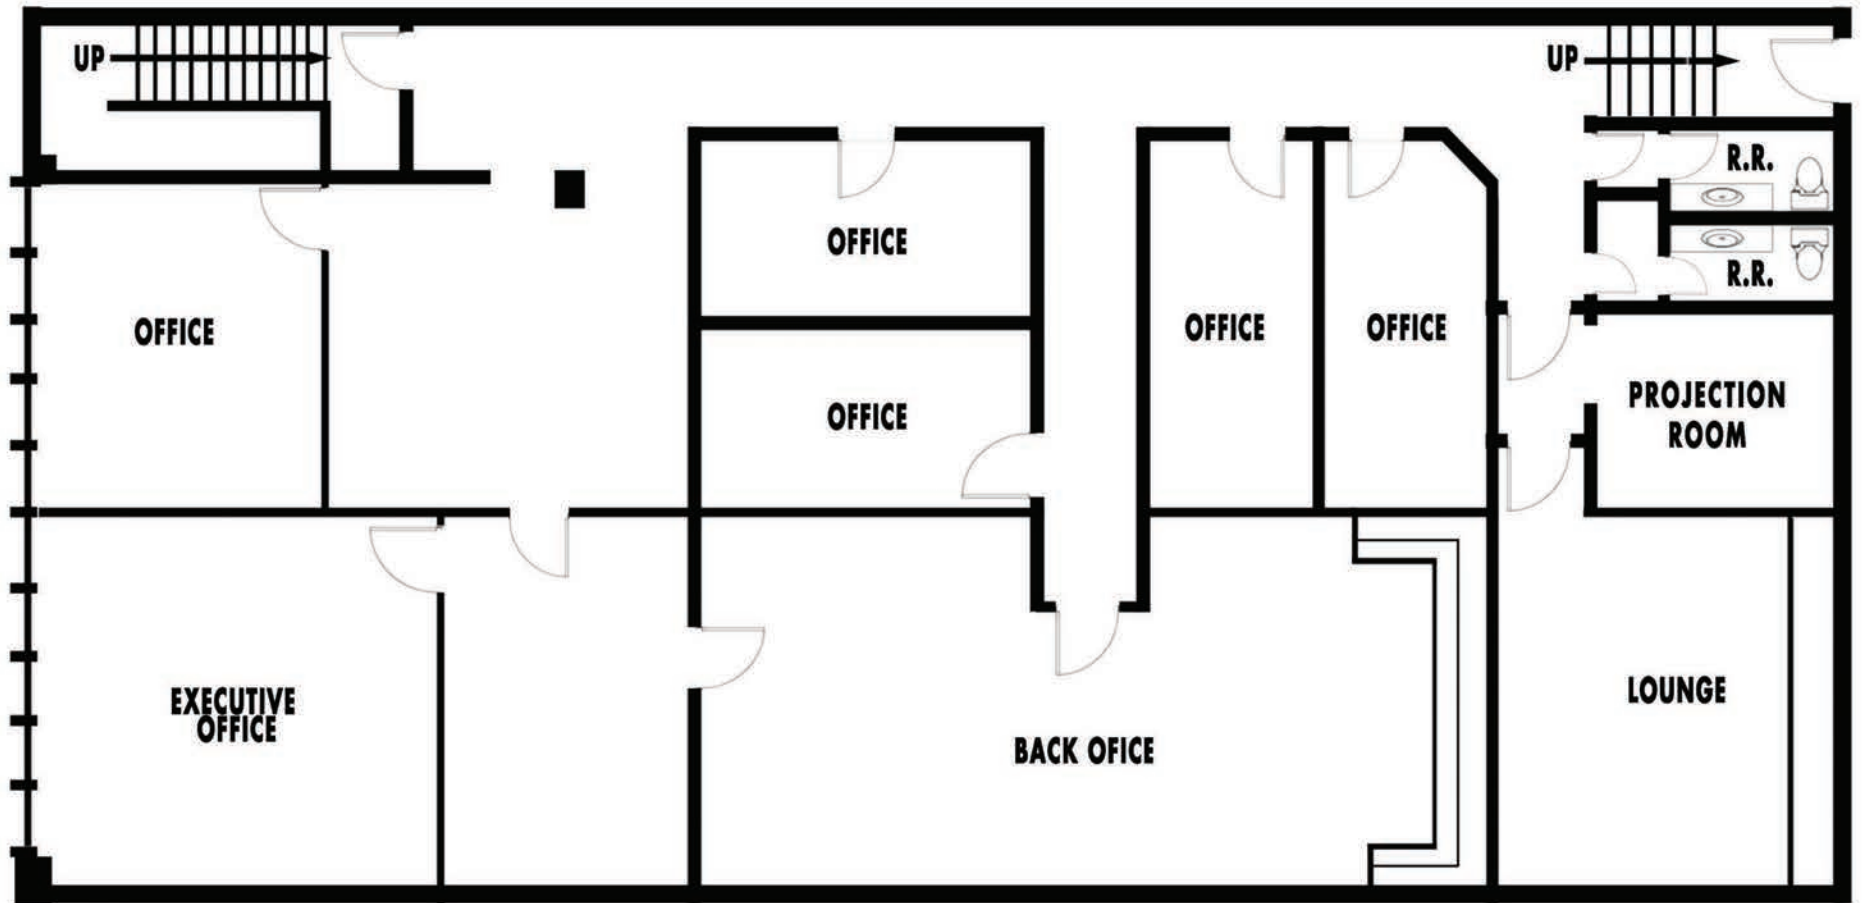 UP
UP
R.R.
OFFICE
R.R.
OFFICE
OFFICE
OFFICE
PROJECTION
ROOM
OFFICE
EXECUTIVE
OFFICE
LOUNGE
BACK OFICE